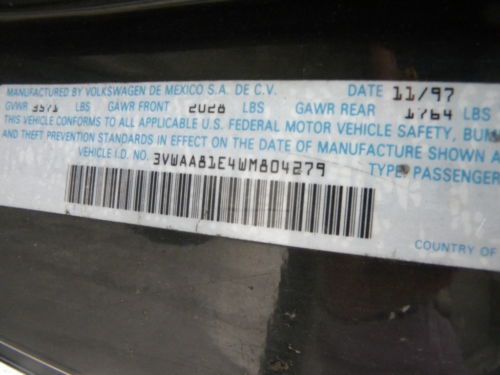 MANUFACTURED BY VOLKSWAGEN DE MEXICO S.A. DE C.V. DATE 11/97
GVWR 3571 LBS GAWR FRONT 2028 LBS GAWR REAR 1764 LBS
THIS VEHICLE CONFORMS TO ALL APPLICABLE U.S. FEDERAL MOTOR VEHICLE SAFETY, BUM
THEFT PREVENTION STANDARDS IN EFFECT ON THE DATE OF MANUFACTURE SHOWN A
VEHICLE I.D. NO. 3VWAA81E4WM804279 TYPE: PASSENGER
COUNTRY OF